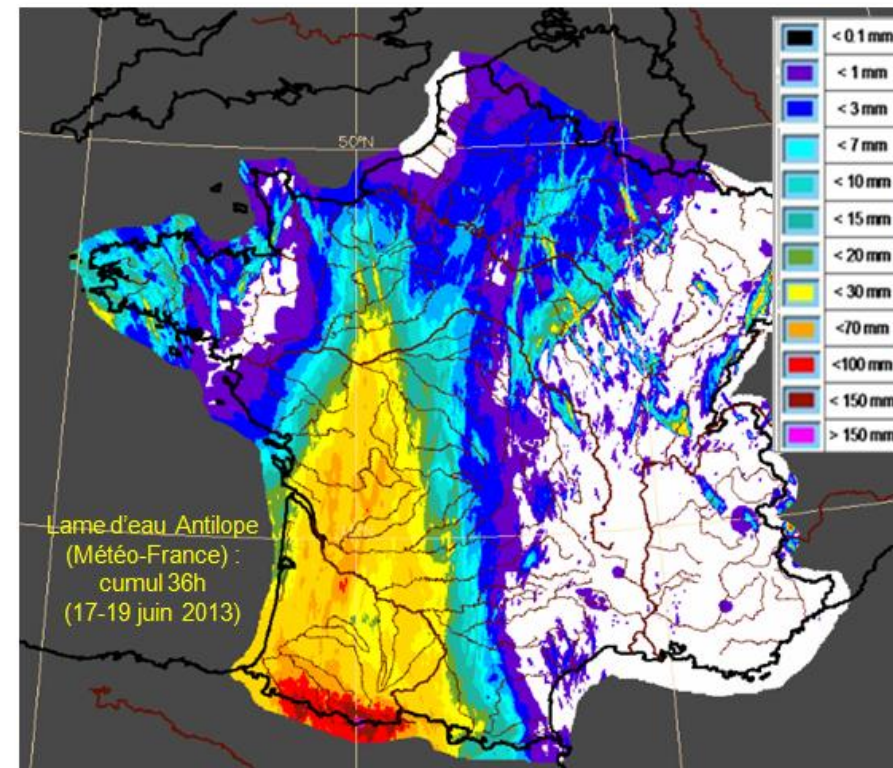 < 0.1 mm
< 1 mm
< 3 mm
< 7 mm
< 10 mm
< 15 mm
< 20 mm
< 30 mm
<70 mm
<100 mm
< 150 mm
> 150 mm
50°N
Lame d'eau Antilope
(Météo-France) :
cumul 36h
(17-19 juin 2013)